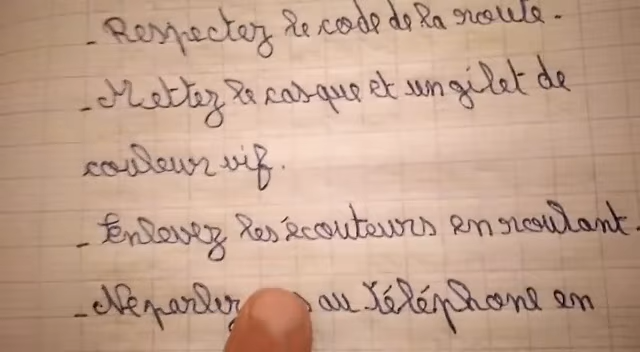 - Respectez le code de la route.
- Mettez le casque et un gilet de
couleur vif.
- Enlevez les écouteurs en roulant.
- Ne parlez au téléphone en